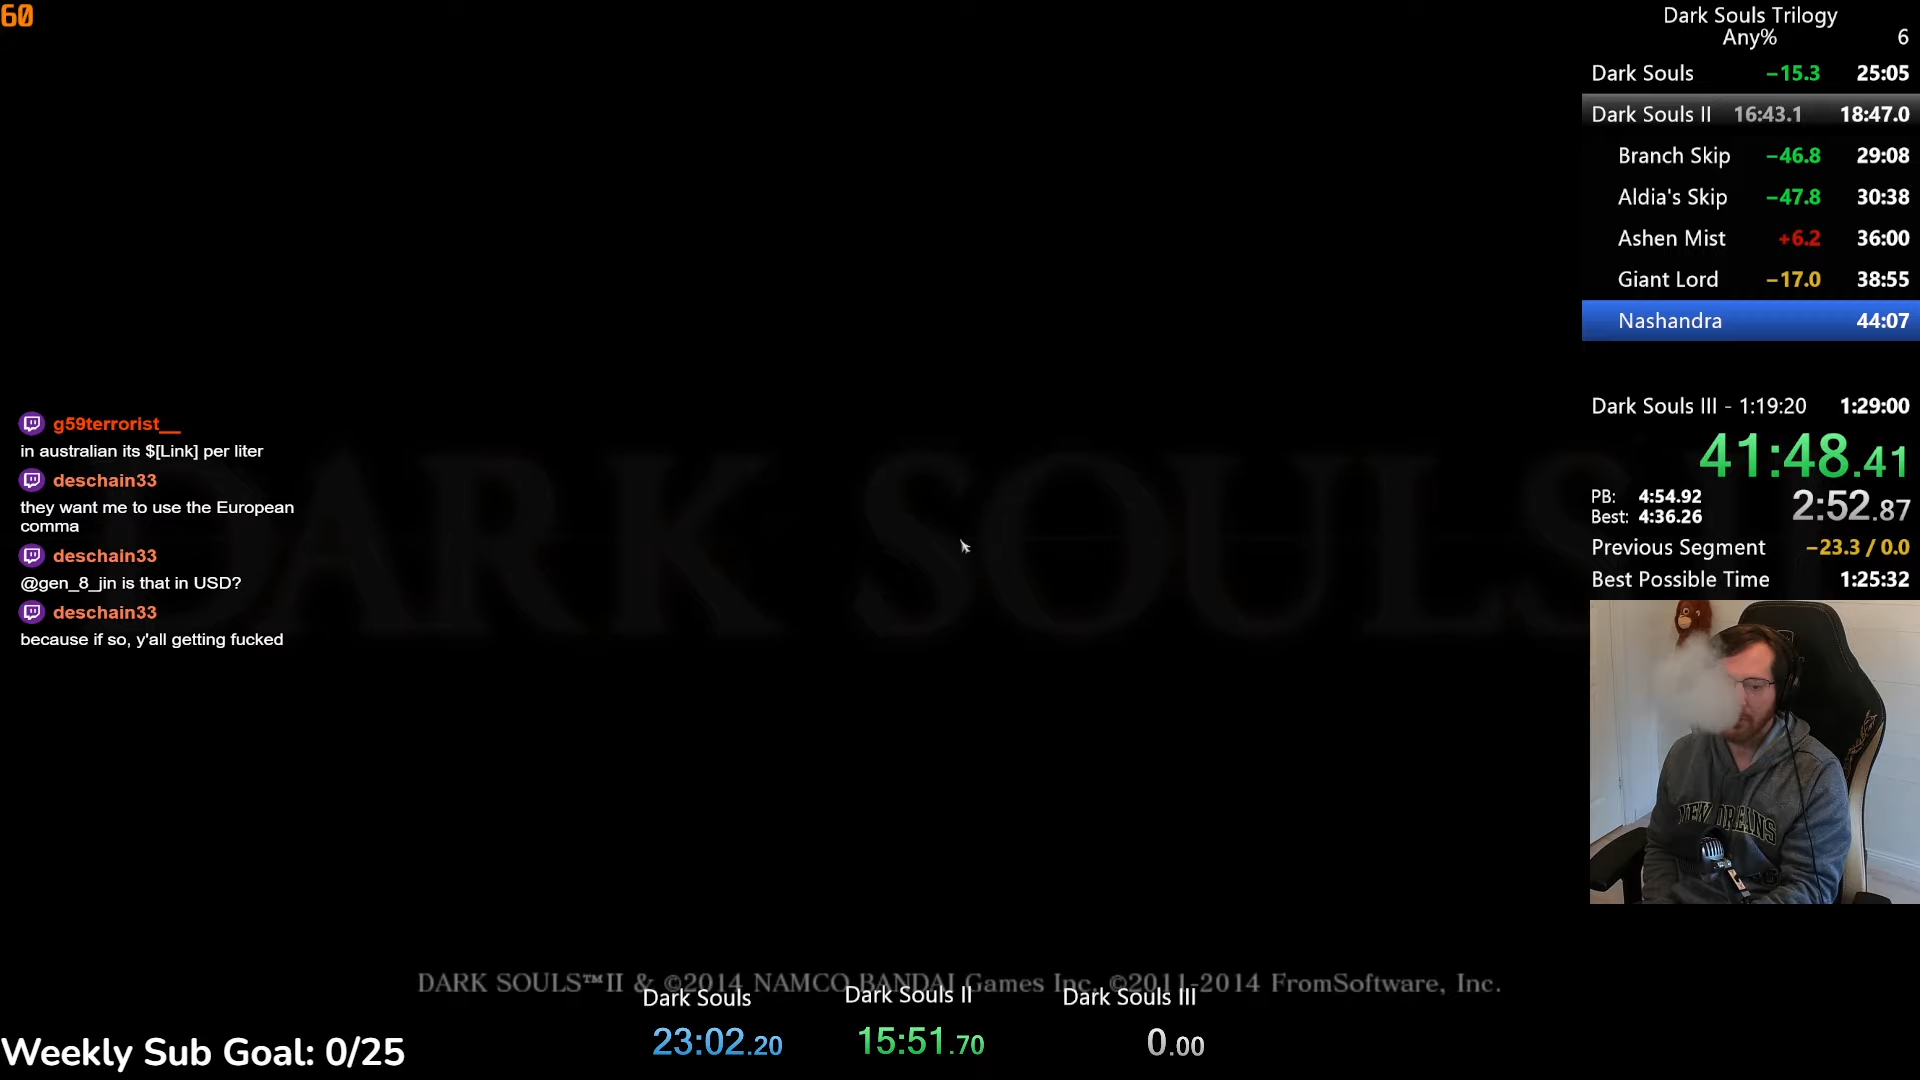 60
Dark Souls Trilogy
Any% 6
Dark Souls −15.3 25:05
Dark Souls II 16:43.1 18:47.0
Branch Skip −46.8 29:08
Aldia's Skip −47.8 30:38
Ashen Mist +6.2 36:00
Giant Lord −17.0 38:55
Nashandra 44:07
Dark Souls III - 1:19:20 1:29:00
41:48.41
PB: 4:54.92
Best: 4:36.26
2:52.87
Previous Segment −23.3 / 0.0
Best Possible Time 1:25:32
g59terrorist__
in australian its $[Link] per liter
deschain33
they want me to use the European
comma
deschain33
@gen_8_jin is that in USD?
deschain33
because if so, y'all getting fucked
DARK SOULS
NEW ORLEANS
DARK SOULS™II & ©2014 NAMCO BANDAI Games Inc. ©2011-2014 FromSoftware, Inc.
Dark Souls Dark Souls II Dark Souls III
23:02.20 15:51.70 0.00
Weekly Sub Goal: 0/25